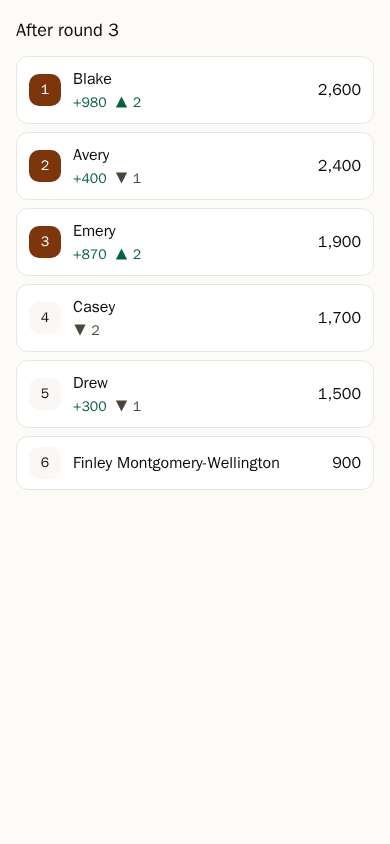 After round 3
1
Blake
+980 ▲ 2
2,600
2
Avery
+400 ▼ 1
2,400
3
Emery
+870 ▲ 2
1,900
4
Casey
▼ 2
1,700
5
Drew
+300 ▼ 1
1,500
6
Finley Montgomery-Wellington
900